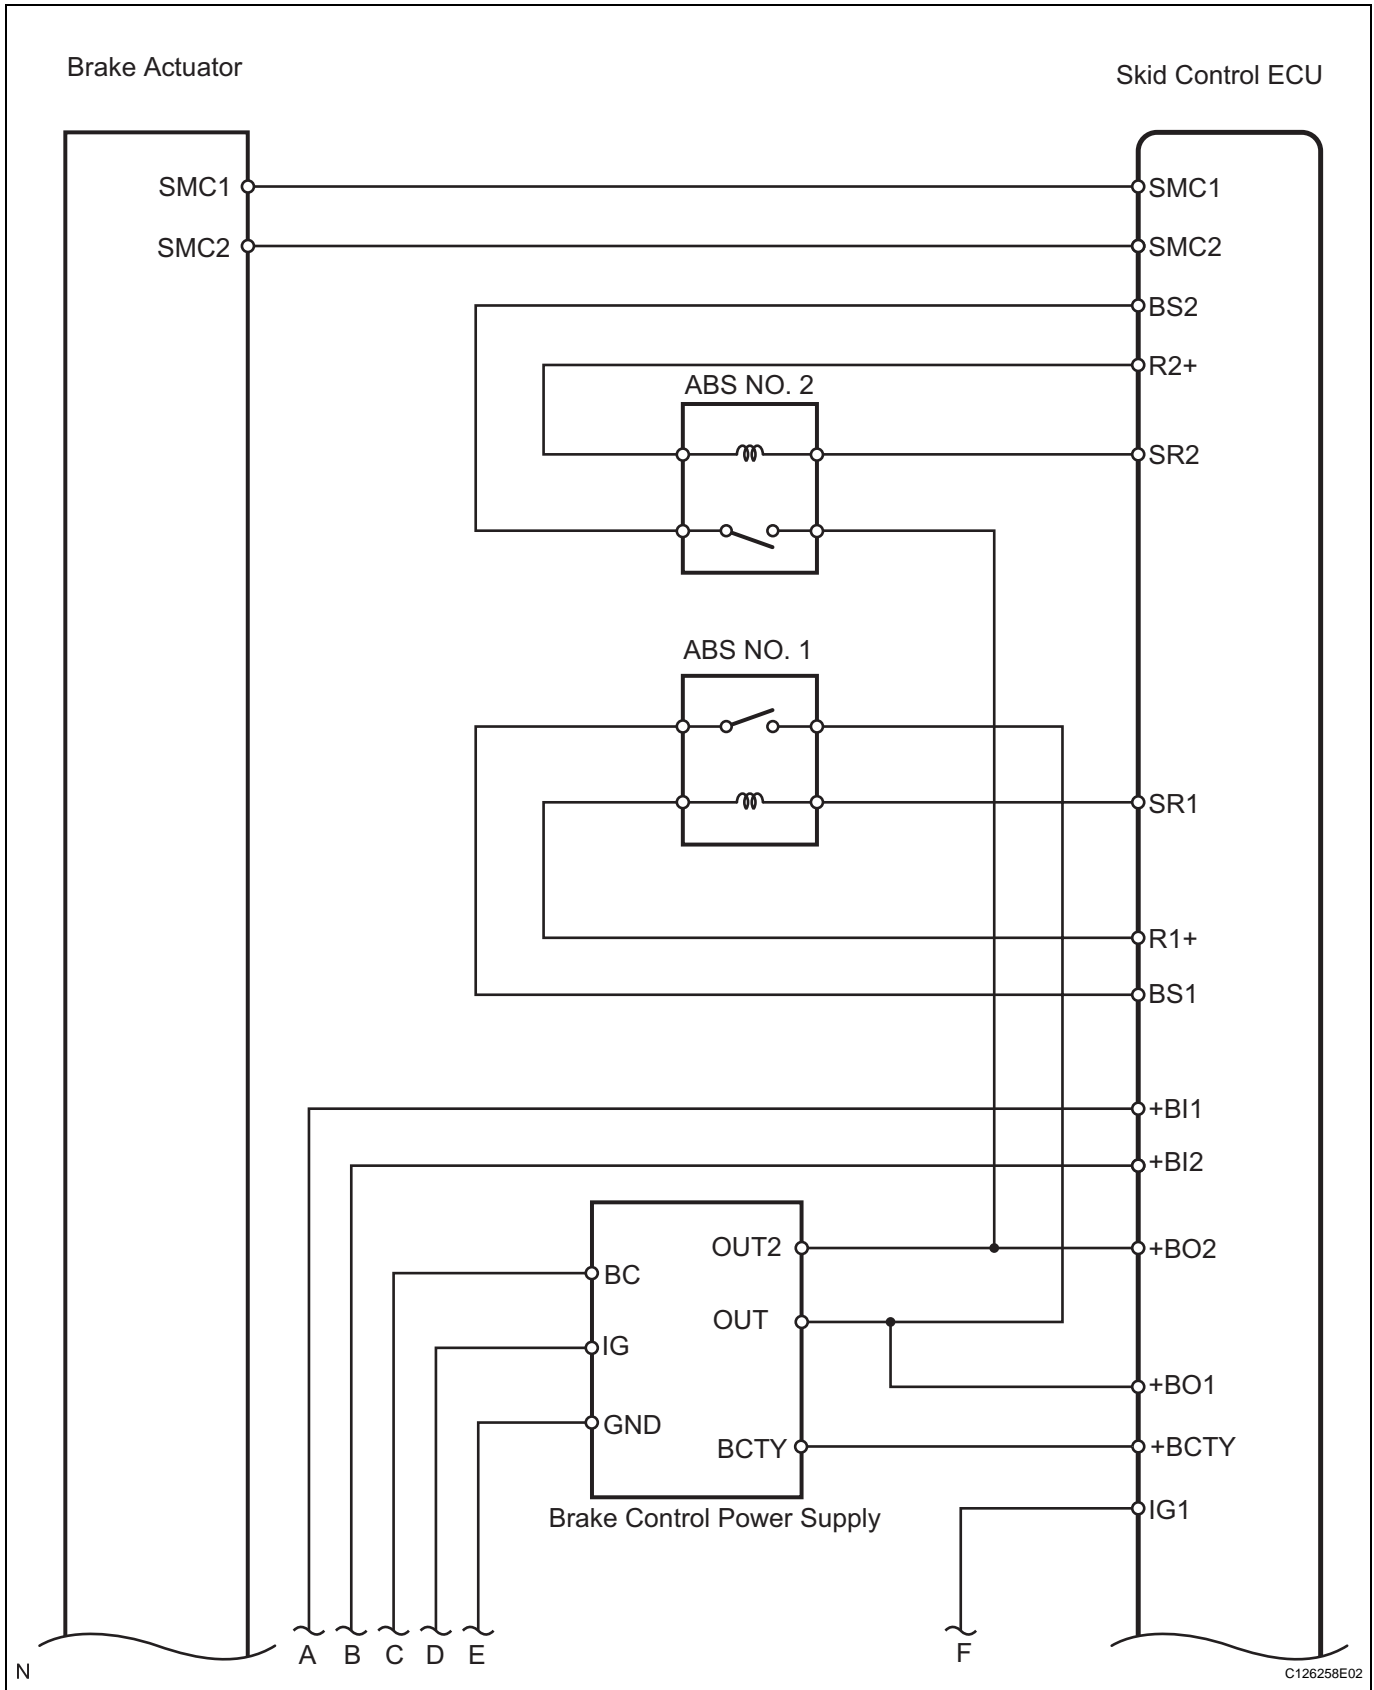 Brake Actuator
Skid Control ECU
SMC1
SMC1
SMC2
SMC2
BS2
R2+
ABS NO. 2
SR2
ABS NO. 1
SR1
R1+
BS1
+BI1
+BI2
OUT2
+BO2
BC
OUT
IG
+BO1
GND
BCTY
+BCTY
Brake Control Power Supply
IG1
A
B
C
D
E
F
N
C126258E02